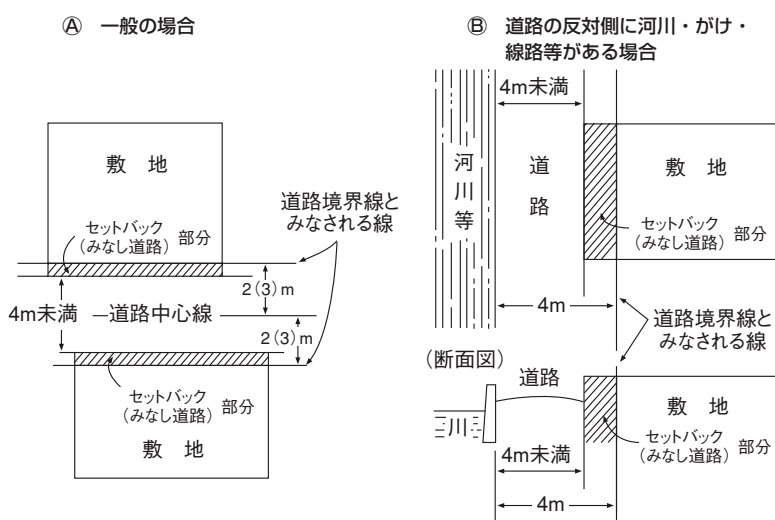 Ⓐ 一般の場合
敷 地
セットバック
(みなし道路) 部分
道路境界線と
みなされる線
2(3)m
4m未満
道路中心線
2(3)m
セットバック
(みなし道路) 部分
敷 地
Ⓑ 道路の反対側に河川・がけ・
線路等がある場合
4m未満
河川等
道路
敷 地
セットバック
(みなし道路) 部分
4m
道路境界線と
みなされる線
(断面図)
道路
川
敷 地
セットバック
(みなし道路) 部分
4m未満
4m